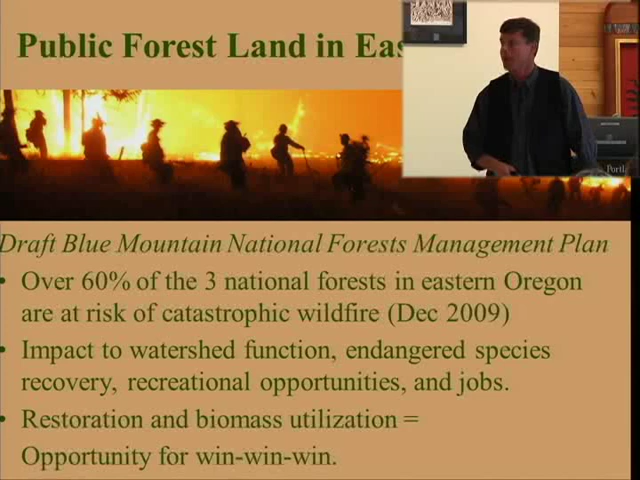 Public Forest Land in Eas
Draft Blue Mountain National Forests Management Plan
• Over 60% of the 3 national forests in eastern Oregon
are at risk of catastrophic wildfire (Dec 2009)
• Impact to watershed function, endangered species
recovery, recreational opportunities, and jobs.
• Restoration and biomass utilization =
Opportunity for win-win-win.
Portl